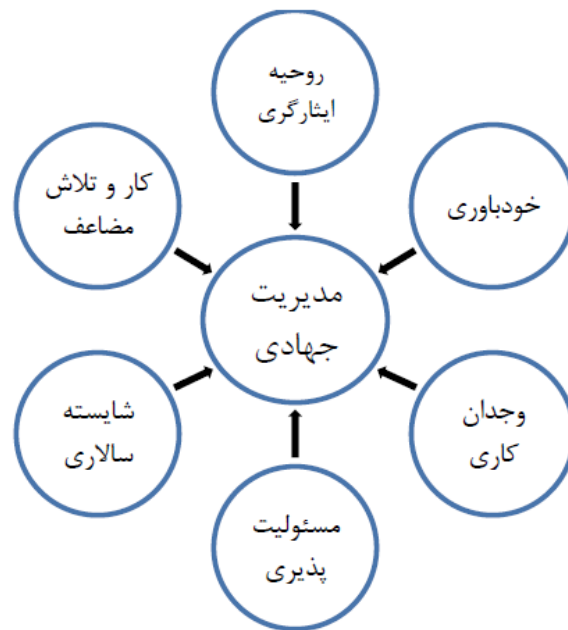 روحیه
ایثارگری
خودباوری
وجدان
کاری
مسئولیت
پذیری
شایسته
سالاری
کار و تلاش
مضاعف
مدیریت
جهادی